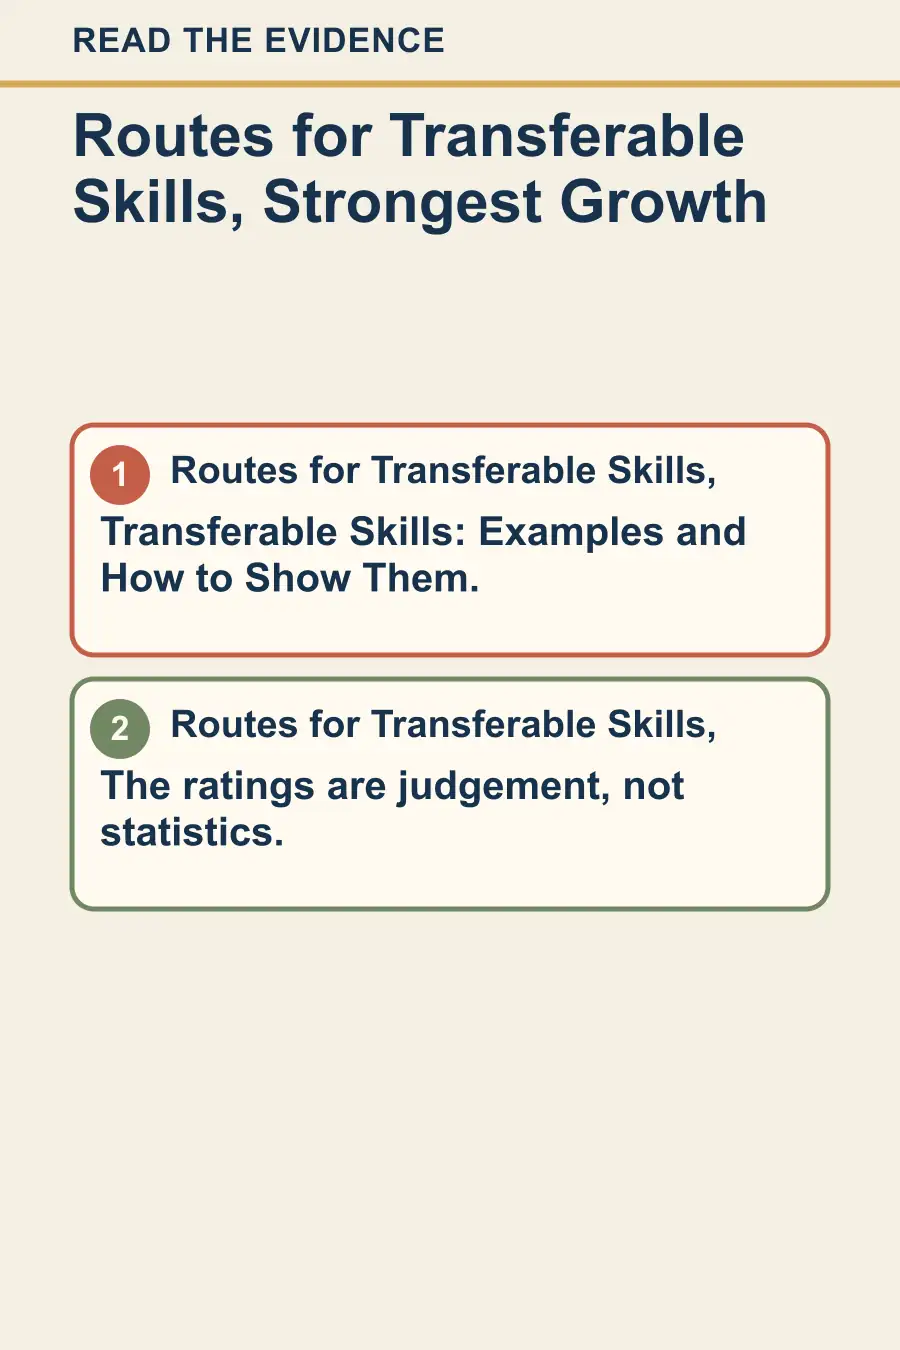 READ THE EVIDENCE
Routes for Transferable
Skills, Strongest Growth
1
Routes for Transferable Skills,
Transferable Skills: Examples and
How to Show Them.
2
Routes for Transferable Skills,
The ratings are judgement, not
statistics.